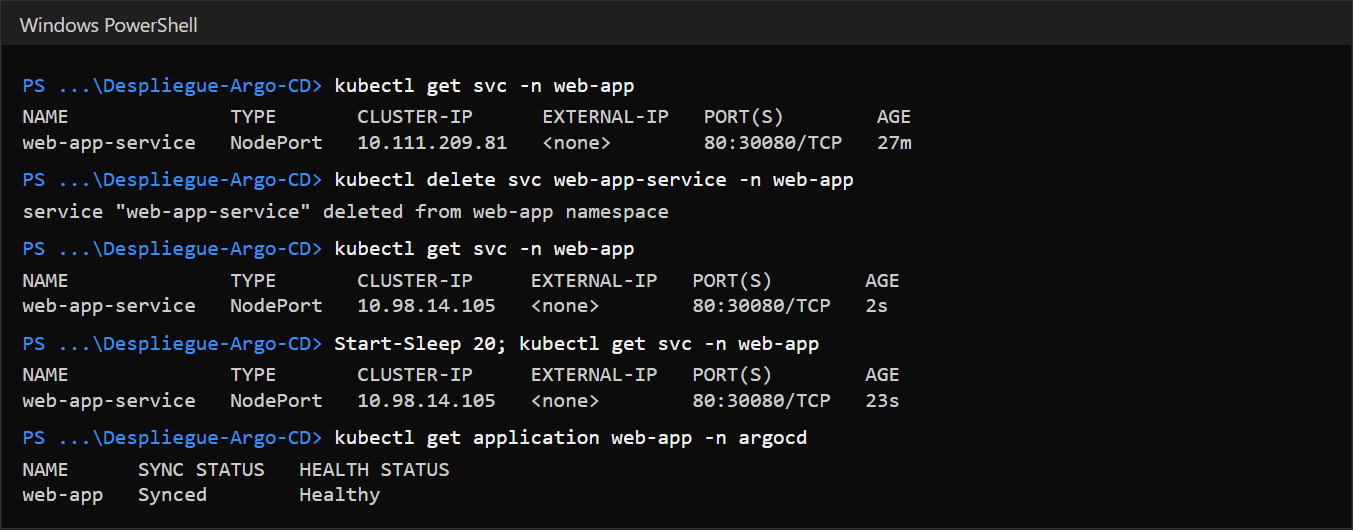 Windows PowerShell
PS ...\Despliegue-Argo-CD> kubectl get svc -n web-app
NAME TYPE CLUSTER-IP EXTERNAL-IP PORT(S) AGE
web-app-service NodePort 10.111.209.81 <none> 80:30080/TCP 27m
PS ...\Despliegue-Argo-CD> kubectl delete svc web-app-service -n web-app
service "web-app-service" deleted from web-app namespace
PS ...\Despliegue-Argo-CD> kubectl get svc -n web-app
NAME TYPE CLUSTER-IP EXTERNAL-IP PORT(S) AGE
web-app-service NodePort 10.98.14.105 <none> 80:30080/TCP 2s
PS ...\Despliegue-Argo-CD> Start-Sleep 20; kubectl get svc -n web-app
NAME TYPE CLUSTER-IP EXTERNAL-IP PORT(S) AGE
web-app-service NodePort 10.98.14.105 <none> 80:30080/TCP 23s
PS ...\Despliegue-Argo-CD> kubectl get application web-app -n argocd
NAME SYNC STATUS HEALTH STATUS
web-app Synced Healthy